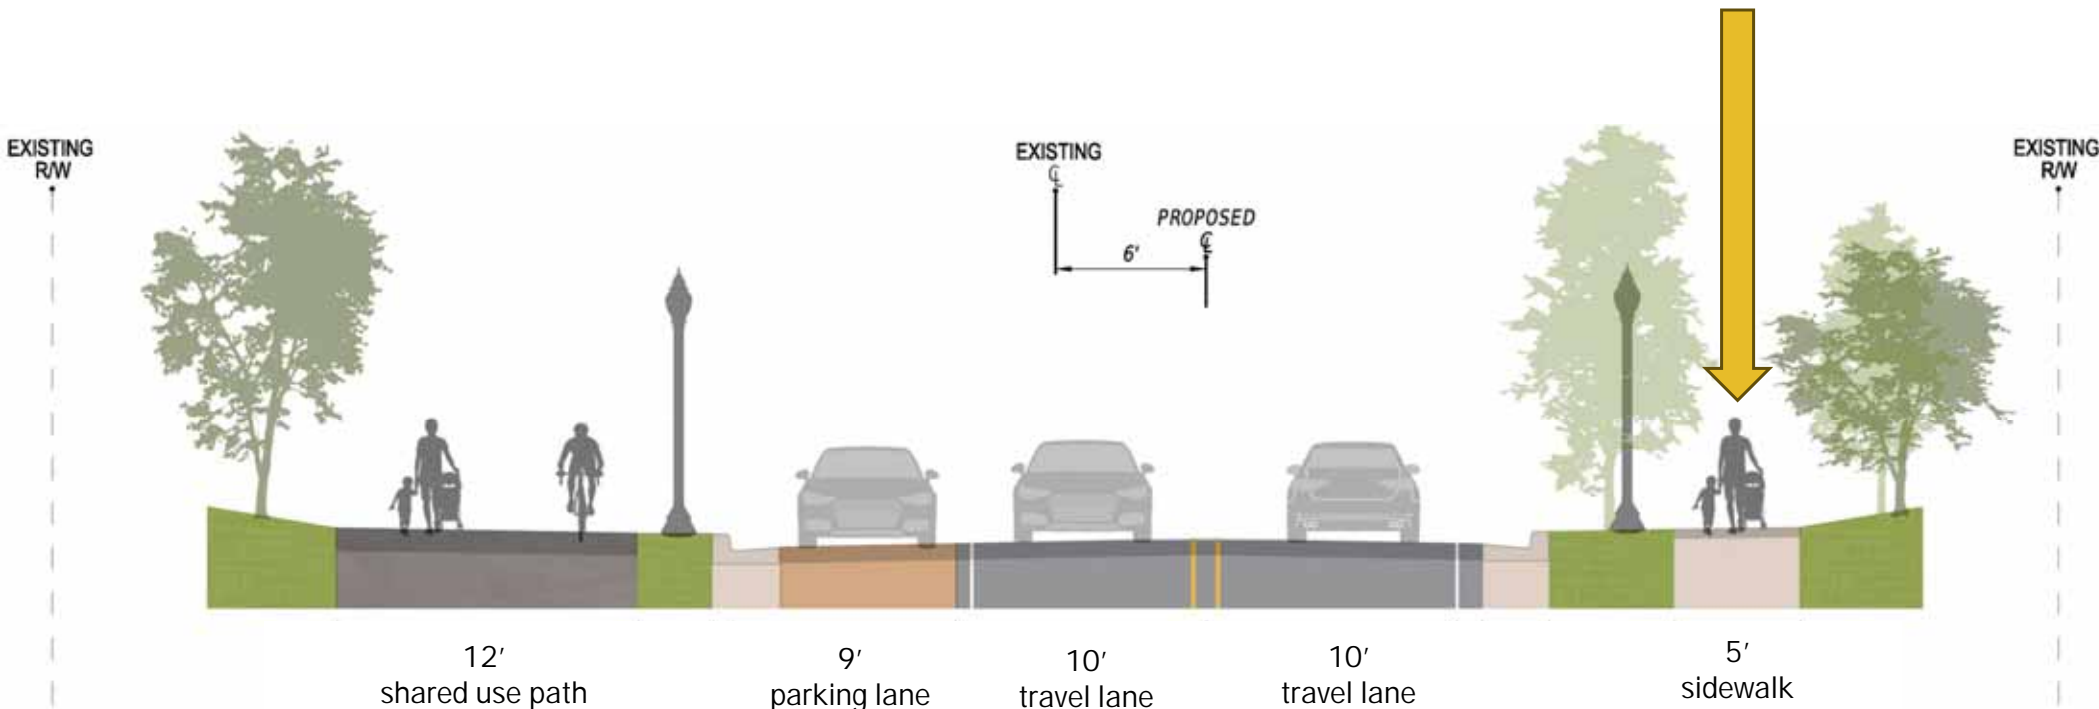 EXISTING
R/W
EXISTING
℄
PROPOSED
℄
6'
EXISTING
R/W
12′
shared use path
9′
parking lane
10′
travel lane
10′
travel lane
5′
sidewalk